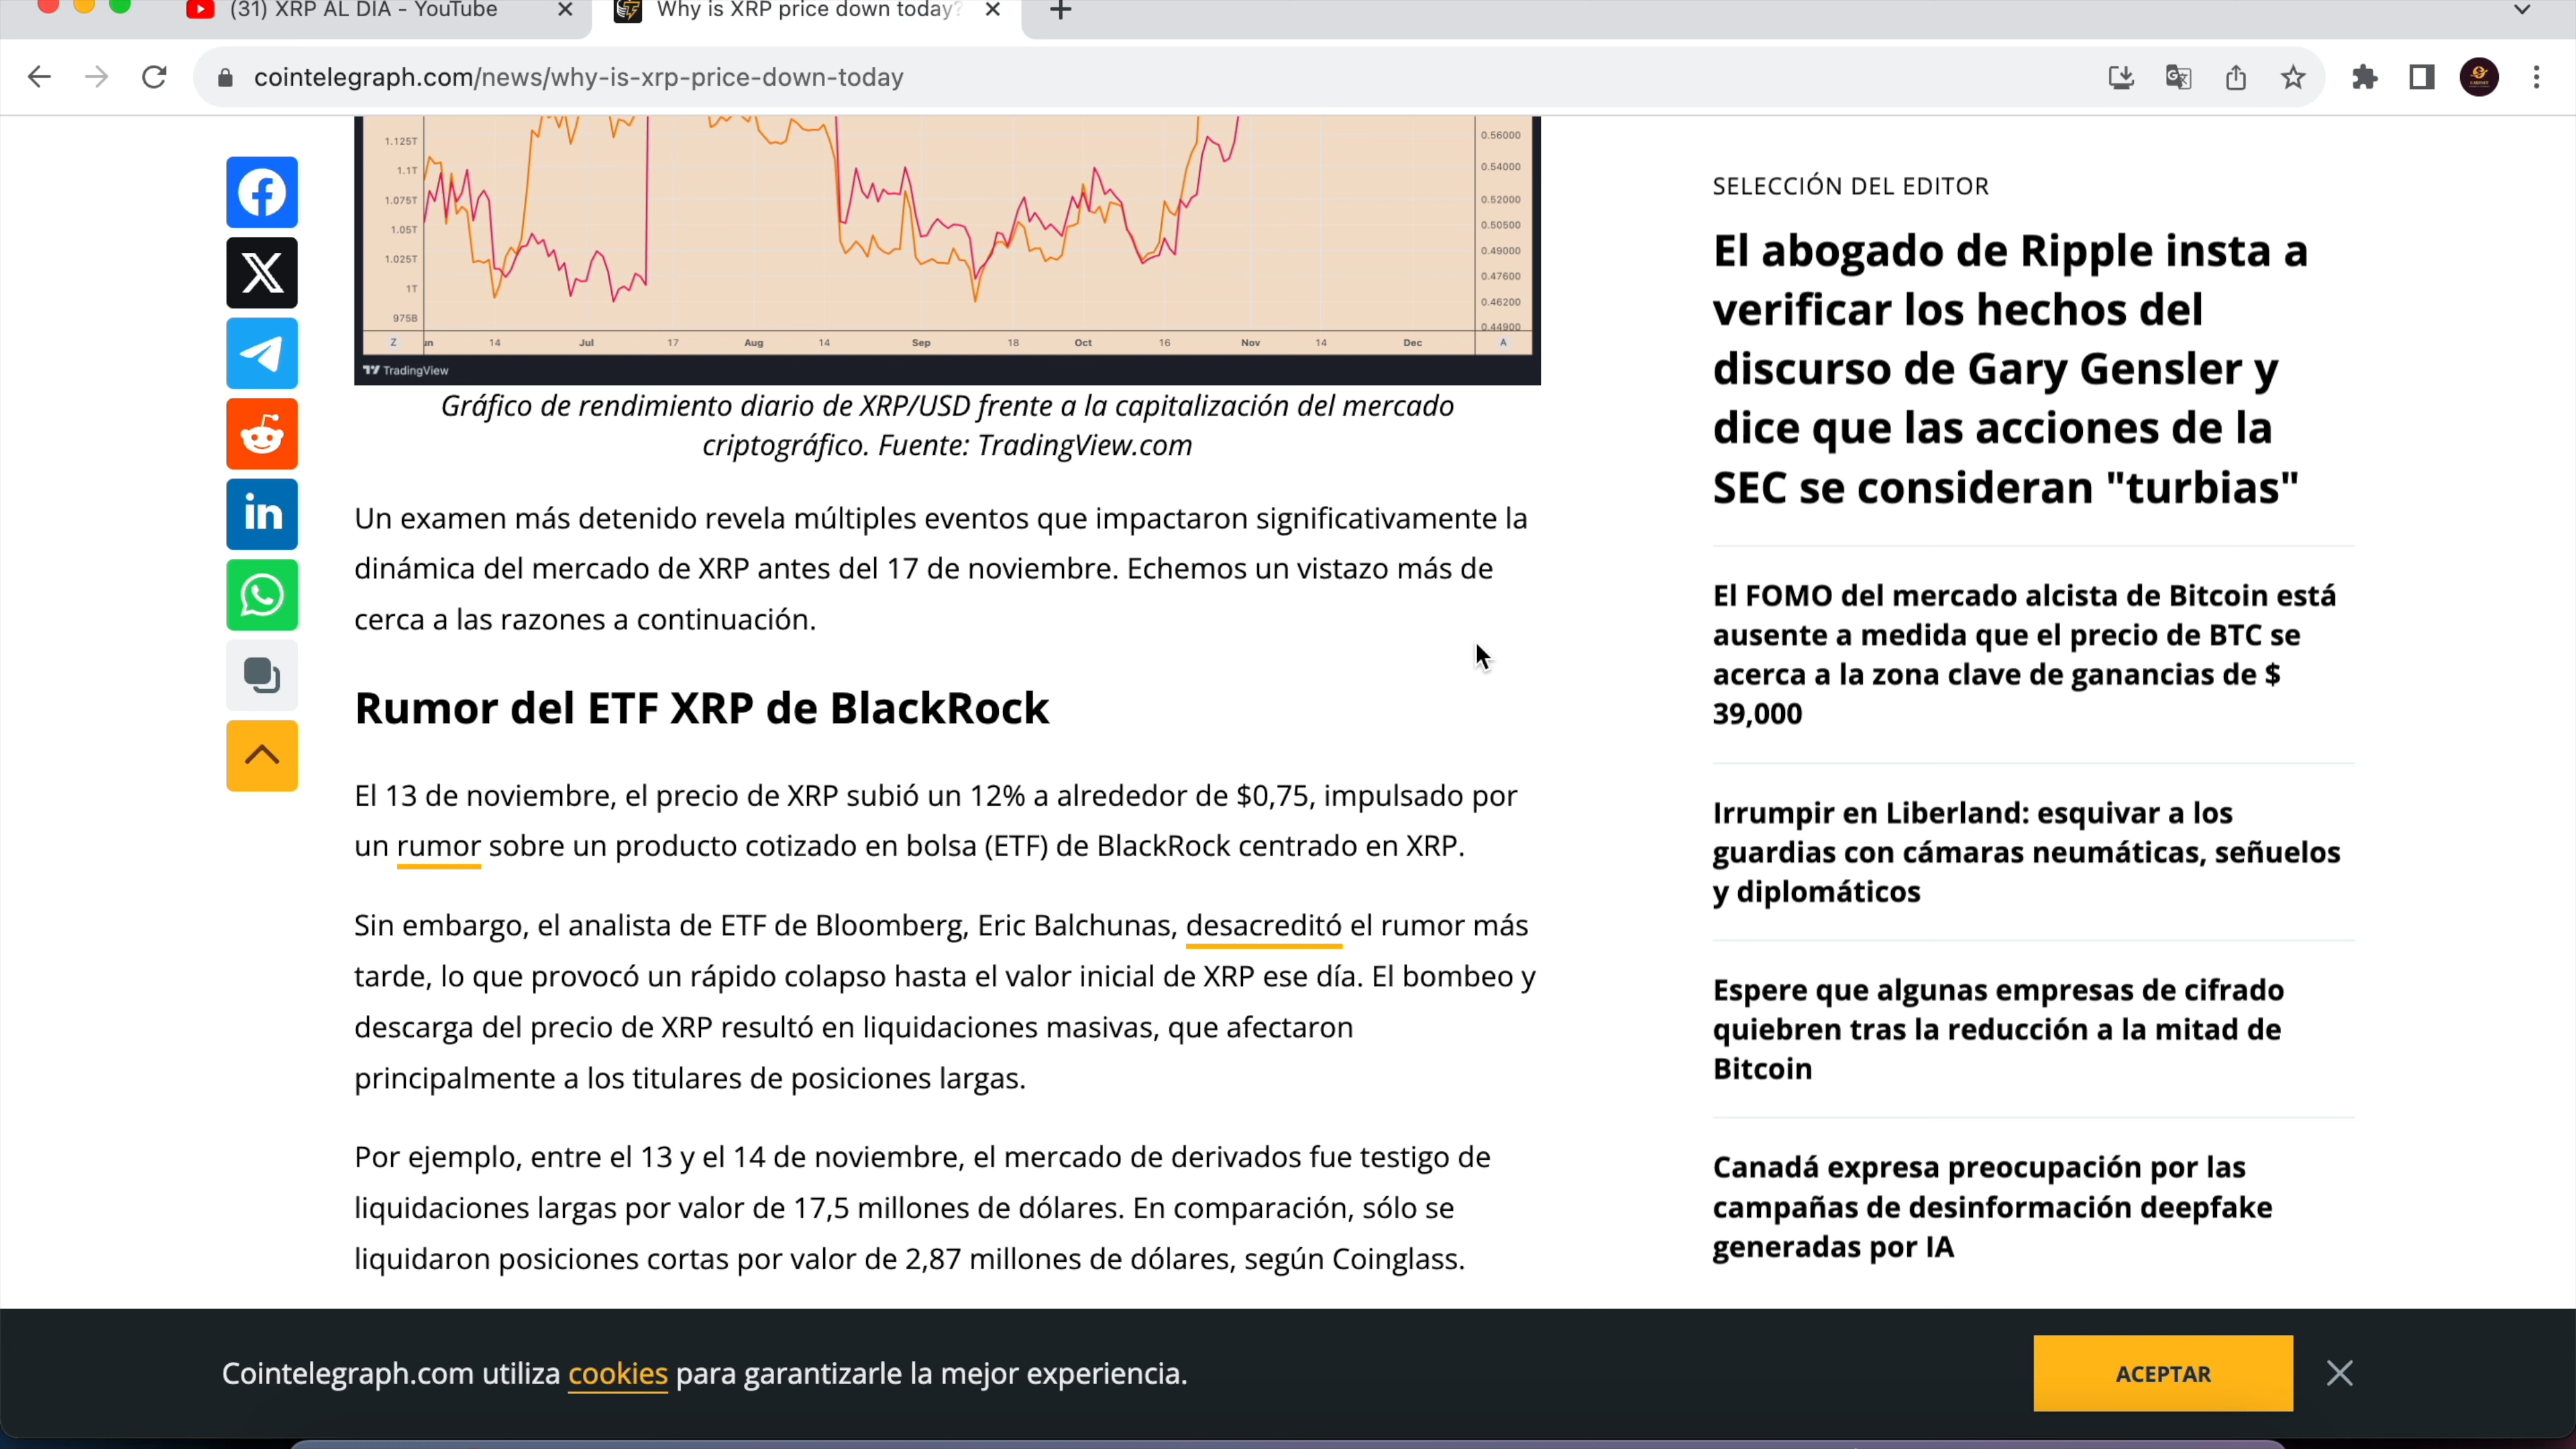 (31) XRP AL DIA - YouTube
Why is XRP price down today?
cointelegraph.com/news/why-is-xrp-price-down-today
1.125T
1.1T
1.075T
1.05T
1.025T
1T
975B
0.56000
0.54000
0.52000
0.50500
0.49000
0.47600
0.46200
0.44900
Z
un
14
Jul
17
Aug
14
Sep
18
Oct
16
Nov
14
Dec
A
TradingView
Gráfico de rendimiento diario de XRP/USD frente a la capitalización del mercado
criptográfico. Fuente: TradingView.com
Un examen más detenido revela múltiples eventos que impactaron significativamente la
dinámica del mercado de XRP antes del 17 de noviembre. Echemos un vistazo más de
cerca a las razones a continuación.
Rumor del ETF XRP de BlackRock
El 13 de noviembre, el precio de XRP subió un 12% a alrededor de $0,75, impulsado por
un rumor sobre un producto cotizado en bolsa (ETF) de BlackRock centrado en XRP.
Sin embargo, el analista de ETF de Bloomberg, Eric Balchunas, desacreditó el rumor más
tarde, lo que provocó un rápido colapso hasta el valor inicial de XRP ese día. El bombeo y
descarga del precio de XRP resultó en liquidaciones masivas, que afectaron
principalmente a los titulares de posiciones largas.
Por ejemplo, entre el 13 y el 14 de noviembre, el mercado de derivados fue testigo de
liquidaciones largas por valor de 17,5 millones de dólares. En comparación, sólo se
liquidaron posiciones cortas por valor de 2,87 millones de dólares, según Coinglass.
SELECCIÓN DEL EDITOR
El abogado de Ripple insta a
verificar los hechos del
discurso de Gary Gensler y
dice que las acciones de la
SEC se consideran "turbias"
El FOMO del mercado alcista de Bitcoin está
ausente a medida que el precio de BTC se
acerca a la zona clave de ganancias de $
39,000
Irrumpir en Liberland: esquivar a los
guardias con cámaras neumáticas, señuelos
y diplomáticos
Espere que algunas empresas de cifrado
quiebren tras la reducción a la mitad de
Bitcoin
Canadá expresa preocupación por las
campañas de desinformación deepfake
generadas por IA
Cointelegraph.com utiliza cookies para garantizarle la mejor experiencia.
ACEPTAR